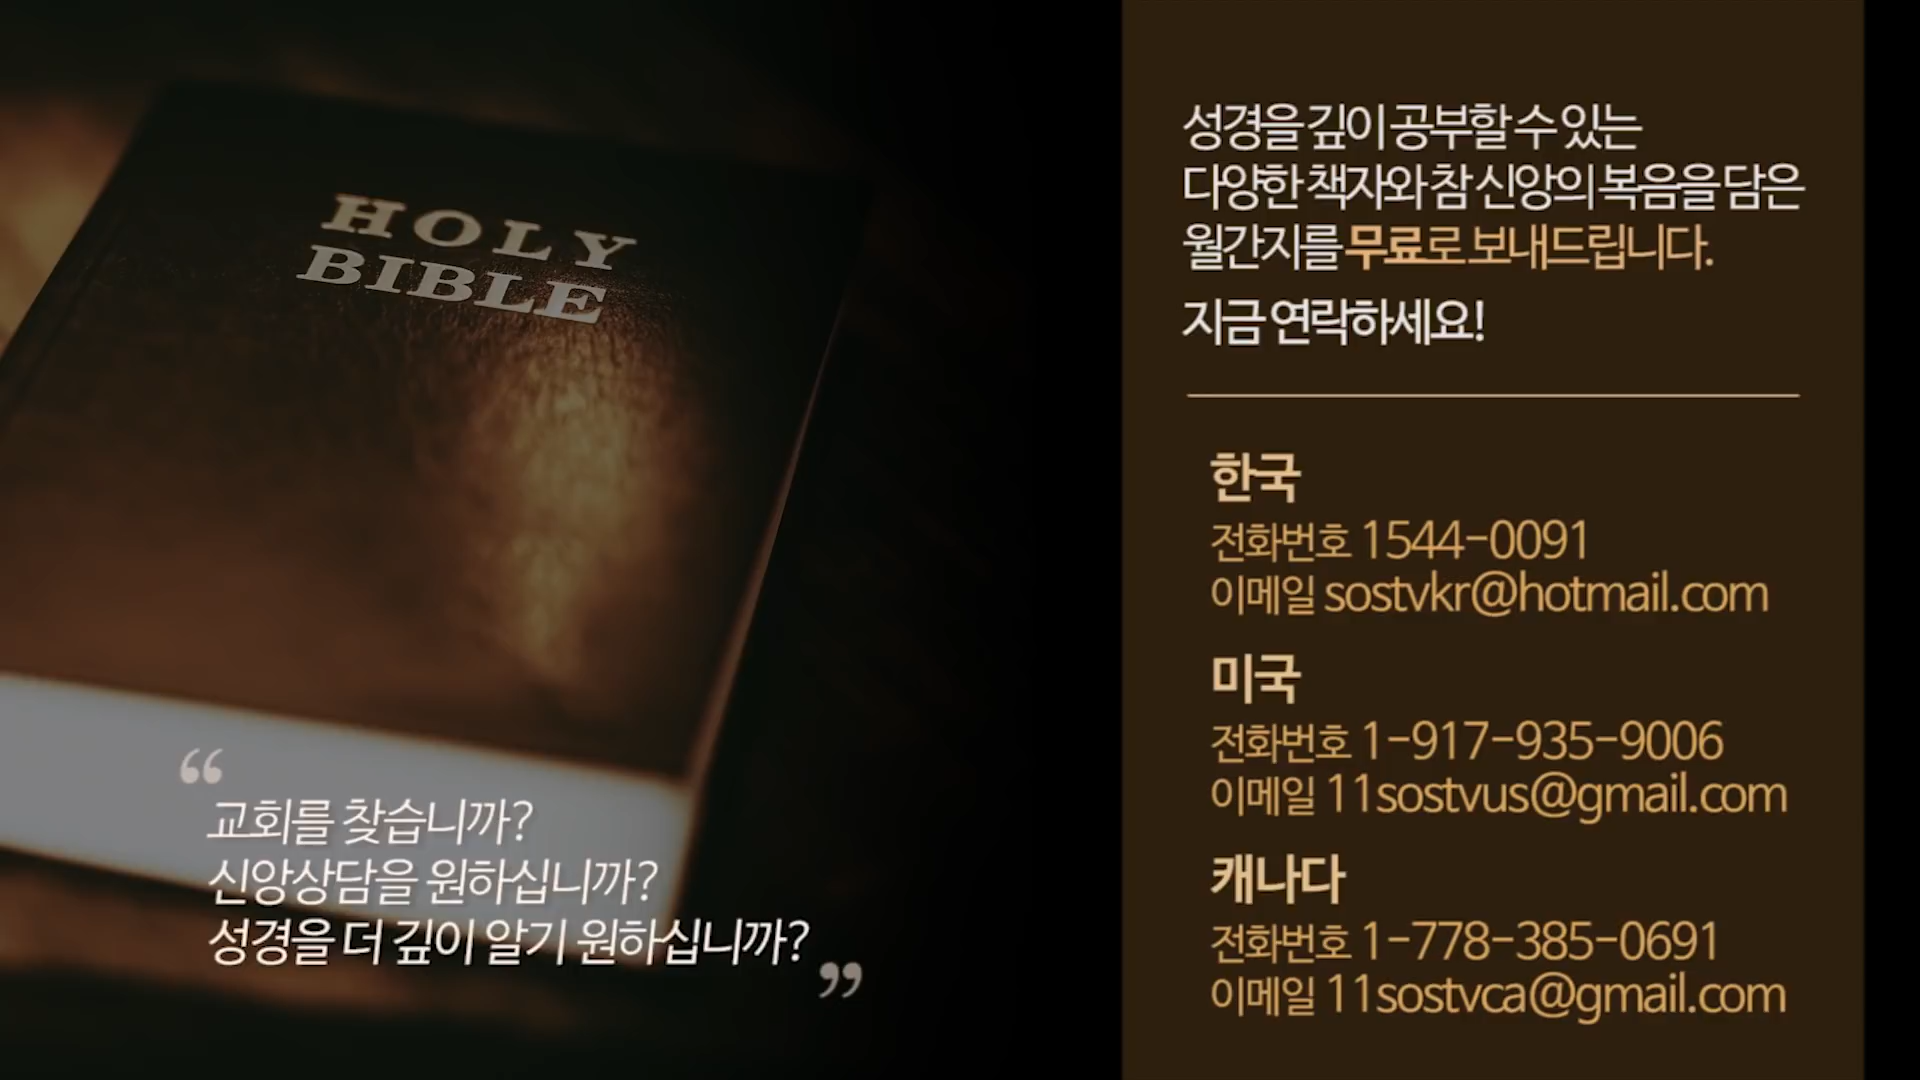 HOLY
BIBLE
“
교회를 찾습니까?
신앙상담을 원하십니까?
성경을 더 깊이 알기 원하십니까?
”
성경을 깊이 공부할 수 있는
다양한 책자와 참 신앙의 복음을 담은
월간지를 무료로 보내드립니다.
지금 연락하세요!
한국
전화번호 1544-0091
이메일 sostvkr@hotmail.com
미국
전화번호 1-917-935-9006
이메일 11sostvus@gmail.com
캐나다
전화번호 1-778-385-0691
이메일 11sostvca@gmail.com